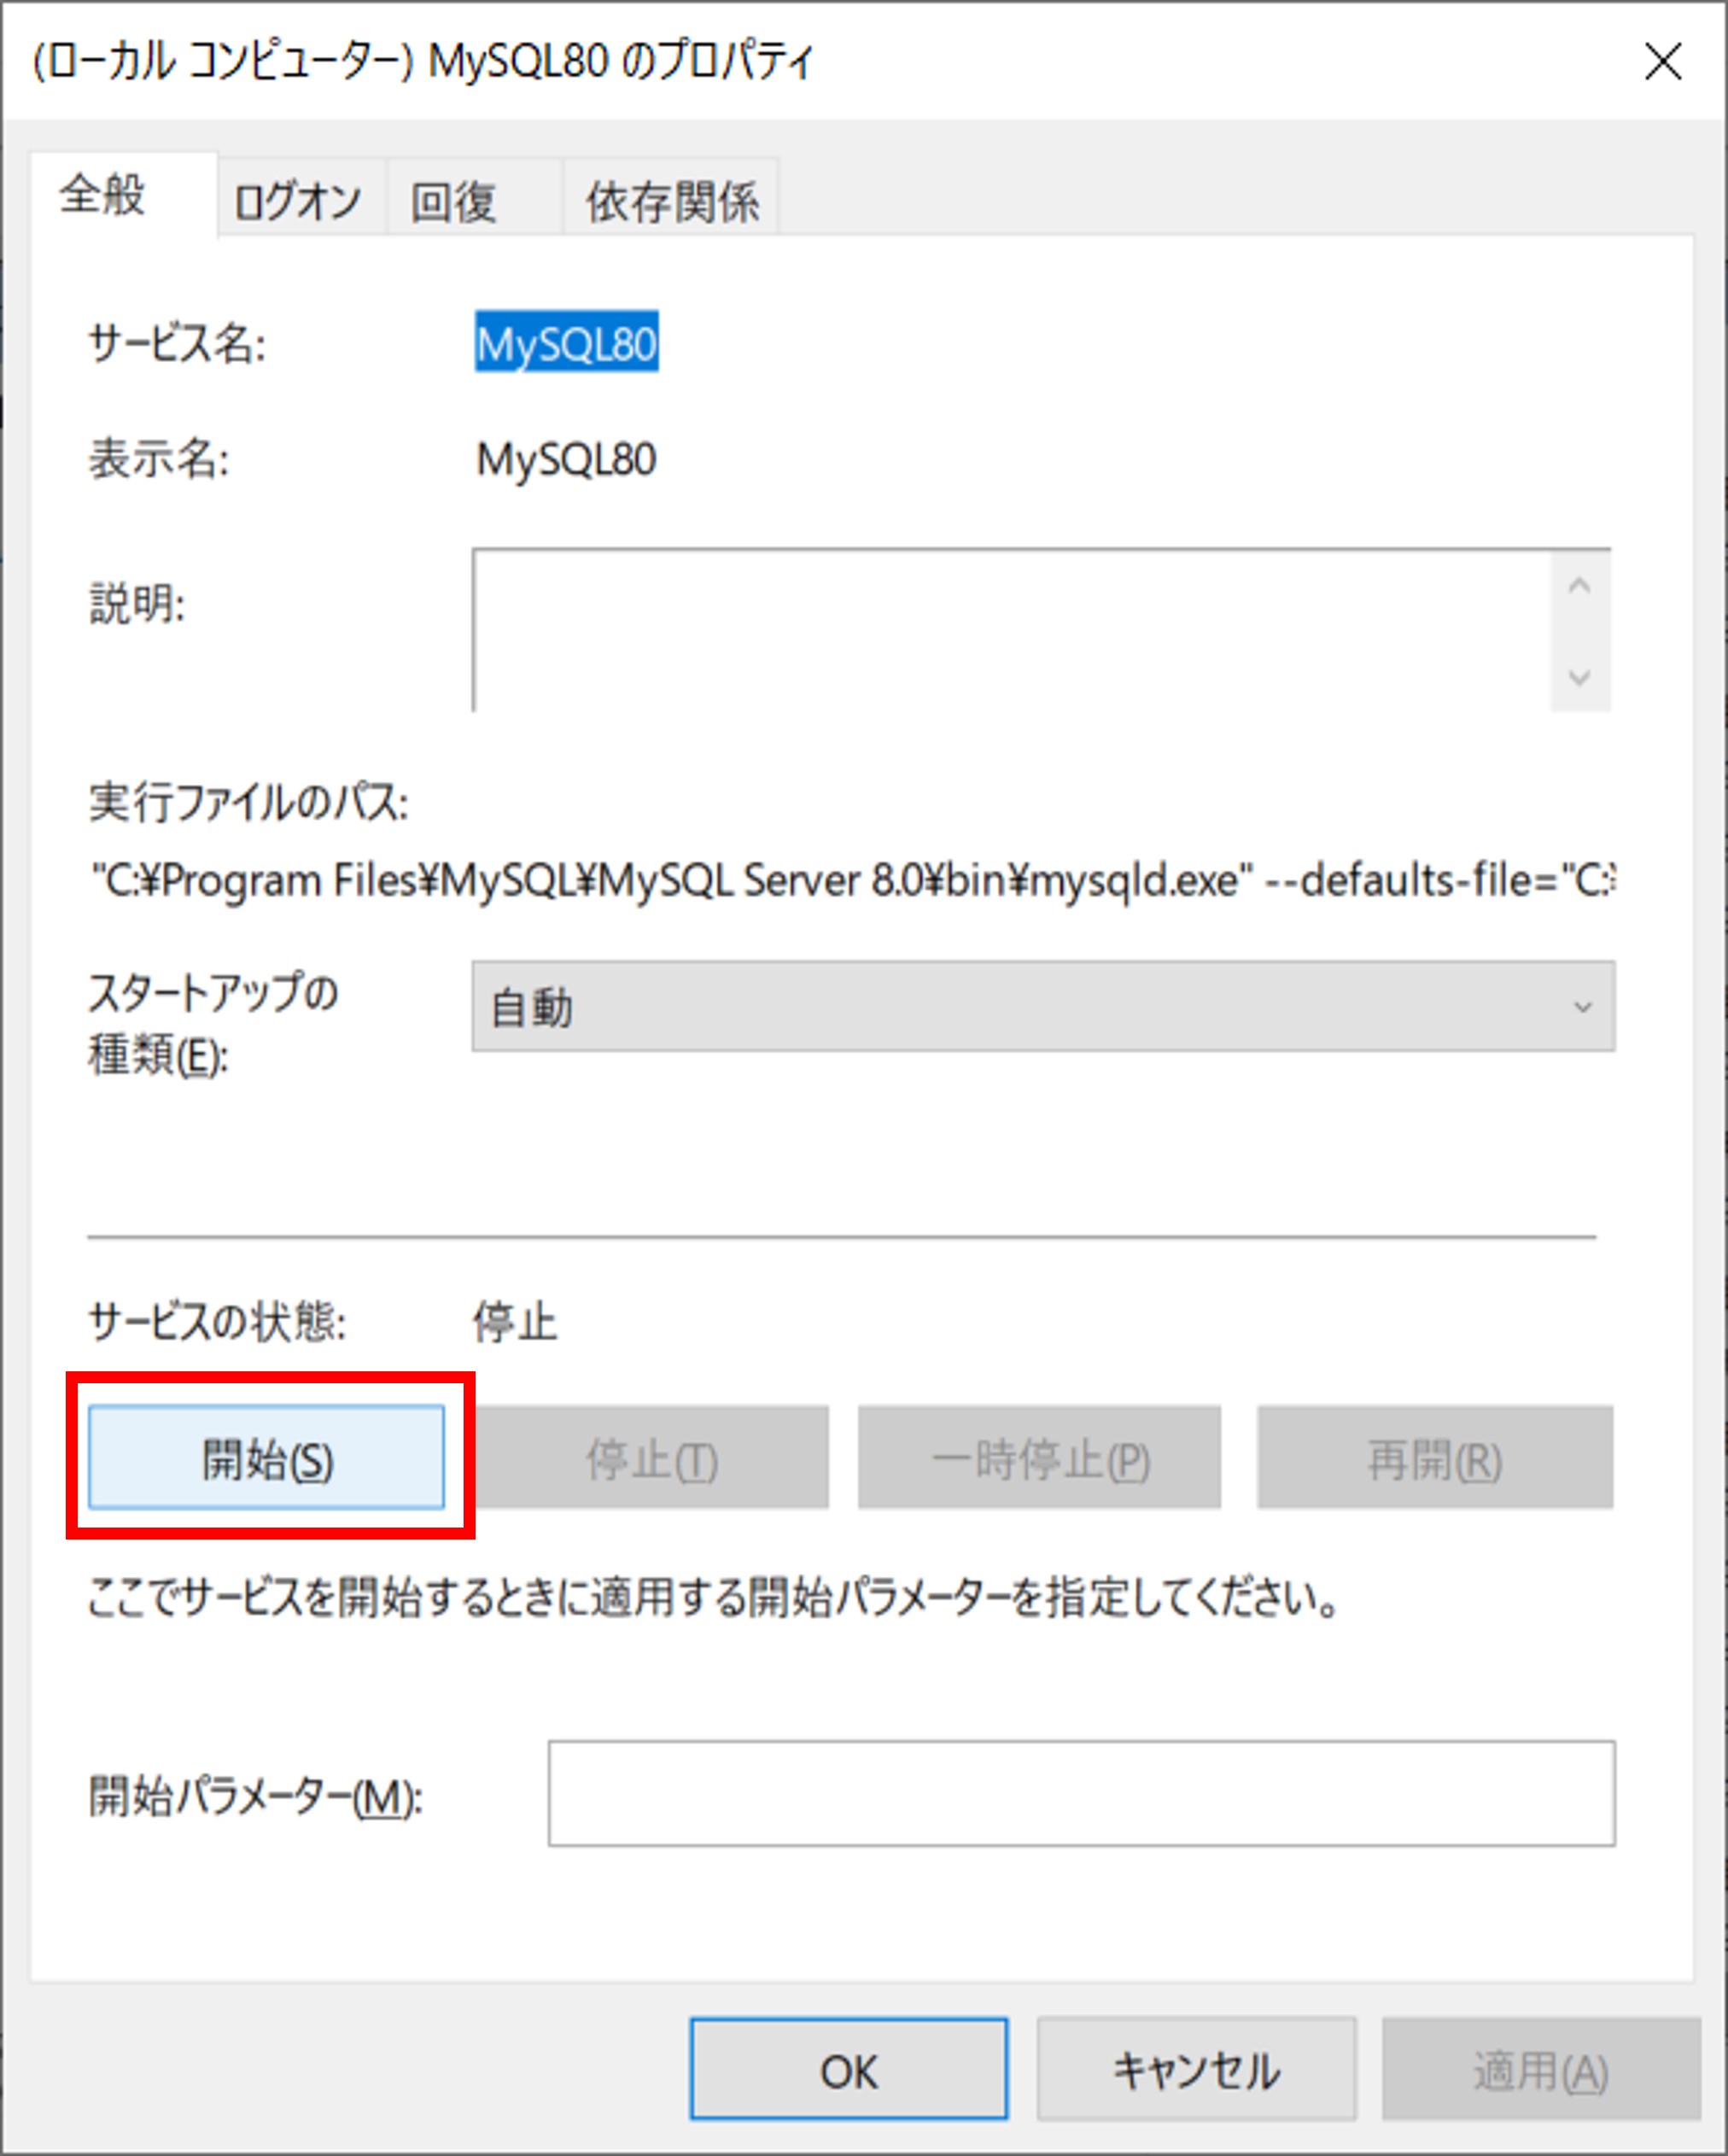 (ローカル コンピューター) MySQL80 のプロパティ
全般 ログオン 回復 依存関係
サービス名: MySQL80
表示名: MySQL80
説明:
実行ファイルのパス:
"C:¥Program Files¥MySQL¥MySQL Server 8.0¥bin¥mysqld.exe" --defaults-file="C:¥
スタートアップの
種類(E): 自動
サービスの状態: 停止
開始(S) 停止(T) 一時停止(P) 再開(R)
ここでサービスを開始するときに適用する開始パラメーターを指定してください。
開始パラメーター(M):
OK キャンセル 適用(A)